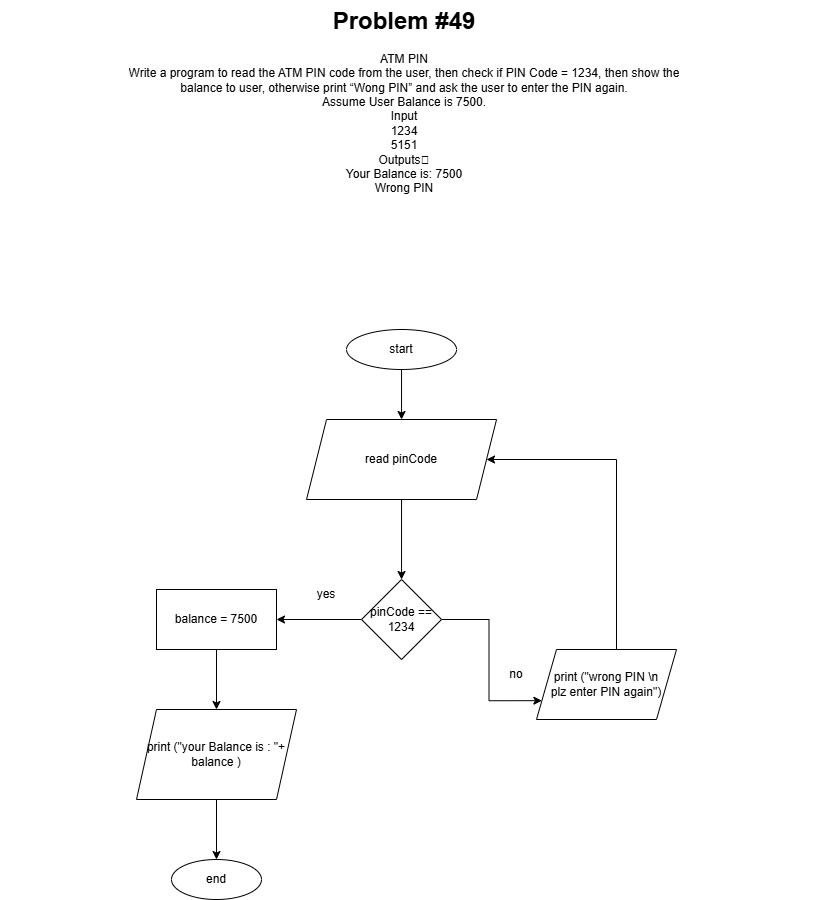 Problem #49
ATM PIN
Write a program to read the ATM PIN code from the user, then check if PIN Code = 1234, then show the
balance to user, otherwise print “Wong PIN” and ask the user to enter the PIN again.
Assume User Balance is 7500.
Input
1234
5151
Outputs
Your Balance is: 7500
Wrong PIN
start
read pinCode
pinCode ==
1234
yes
balance = 7500
no
print ("wrong PIN \n
plz enter PIN again")
print ("your Balance is : "+
balance )
end